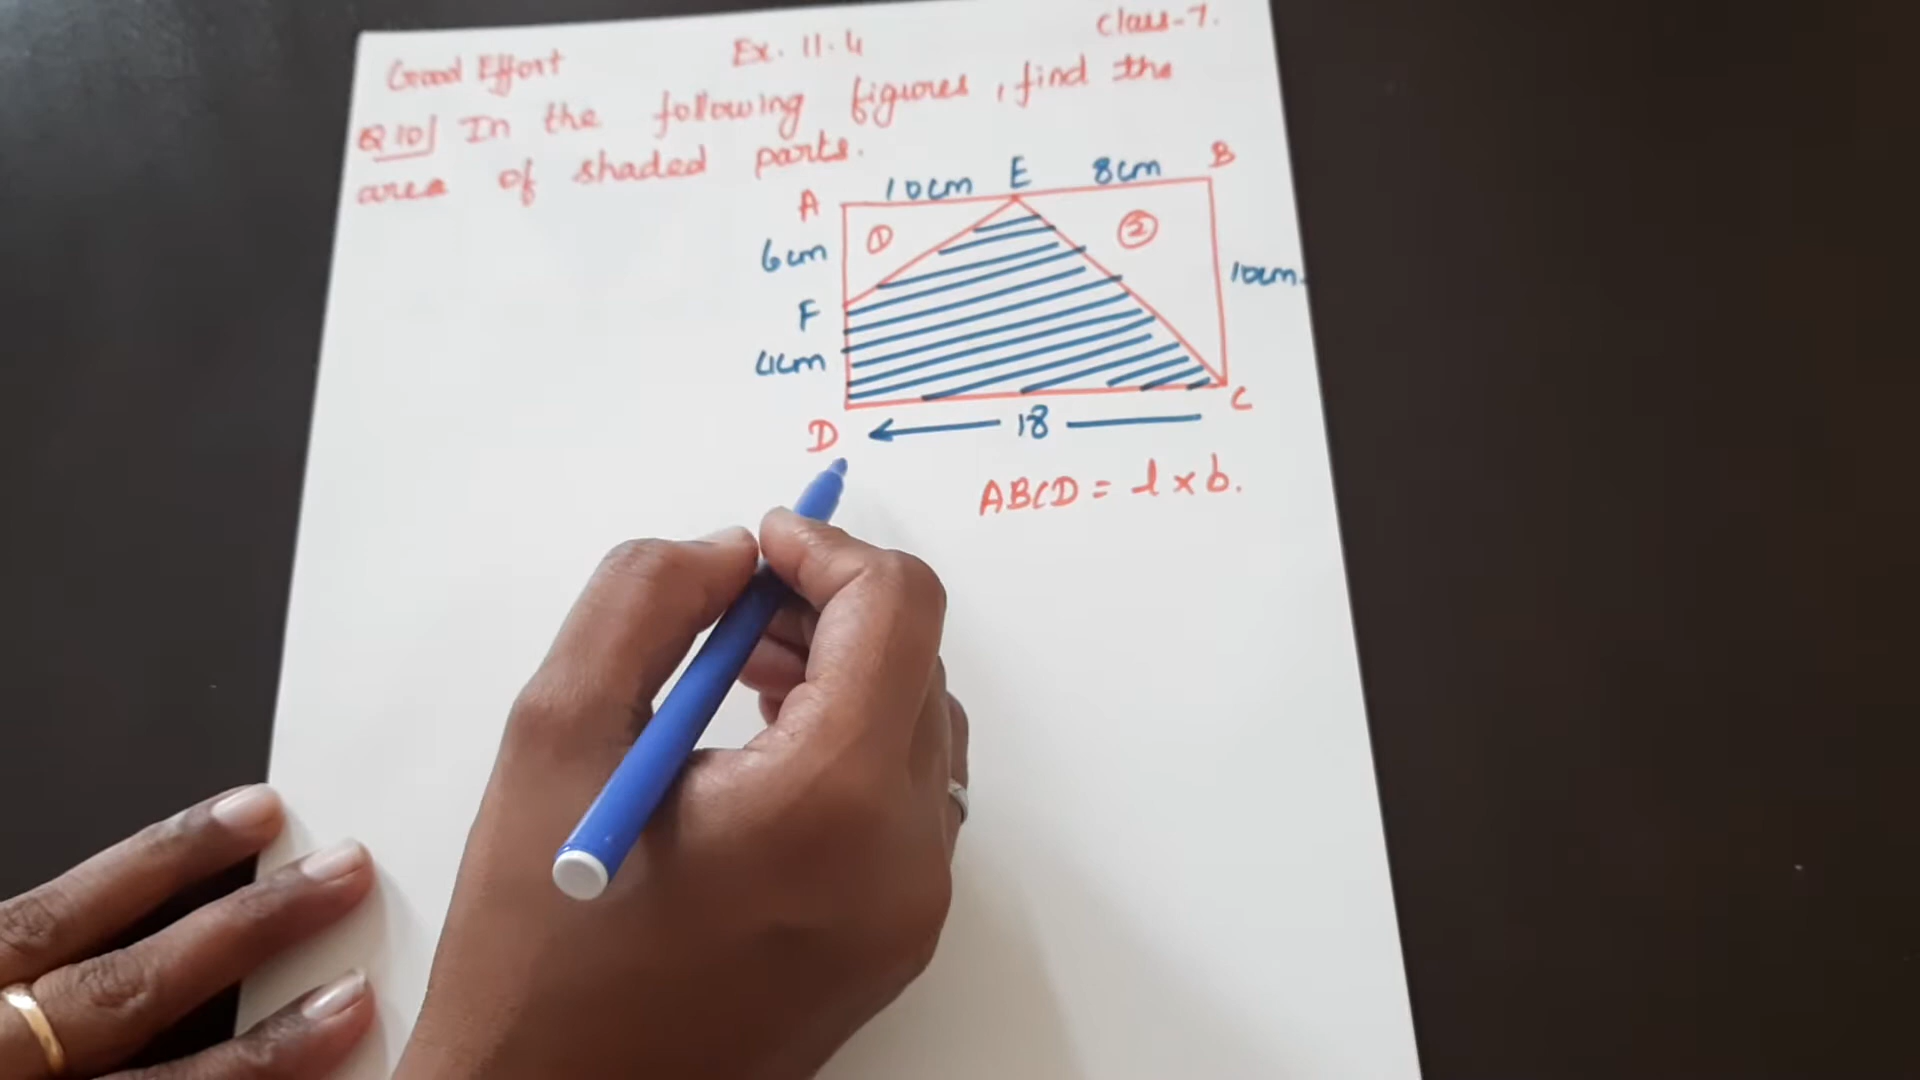 Good Effort Ex. 11.4 Class-7.
Q10] In the following figures, find the
area of shaded parts.
A 10cm E 8cm B
① ②
6cm
10cm.
F
4cm
D 18 C
ABCD = l x b.